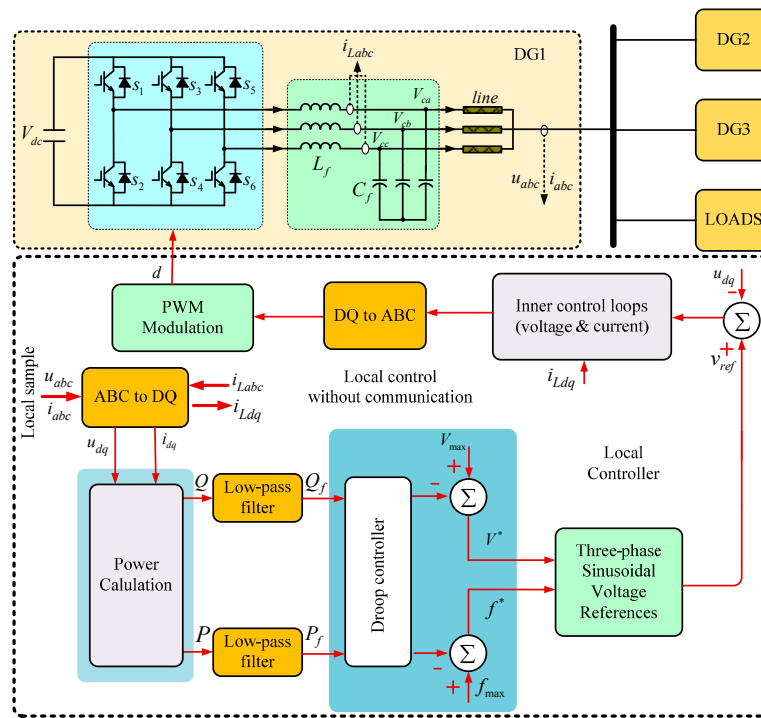 i_Labc
DG1
DG2
S_1
S_3
S_5
V_ca
line
V_cb
V_dc
V_cc
DG3
S_2
S_4
S_6
L_f
C_f
u_abc
i_abc
LOADS
d
u_dq
PWM
Modulation
DQ to ABC
Inner control loops
(voltage & current)
Σ
v_ref
Local sample
u_abc
i_abc
ABC to DQ
i_Labc
i_Ldq
Local control
without communication
i_Ldq
u_dq
i_dq
V_max
Local
Controller
Q
Low-pass
filter
Q_f
Σ
Power
Calulation
Droop controller
V*
Three-phase
Sinusoidal
Voltage
References
f*
P
Low-pass
filter
P_f
Σ
f_max